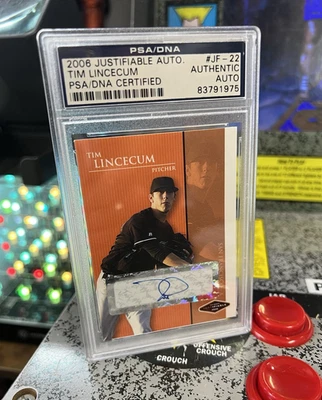 PSA/DNA
2006 JUSTIFIABLE AUTO. #JF-22
TIM LINCECUM AUTHENTIC
PSA/DNA CERTIFIED AUTO
83791975
TIM
LINCECUM
PITCHER
OFFENSIVE
CROUCH
CROUCH